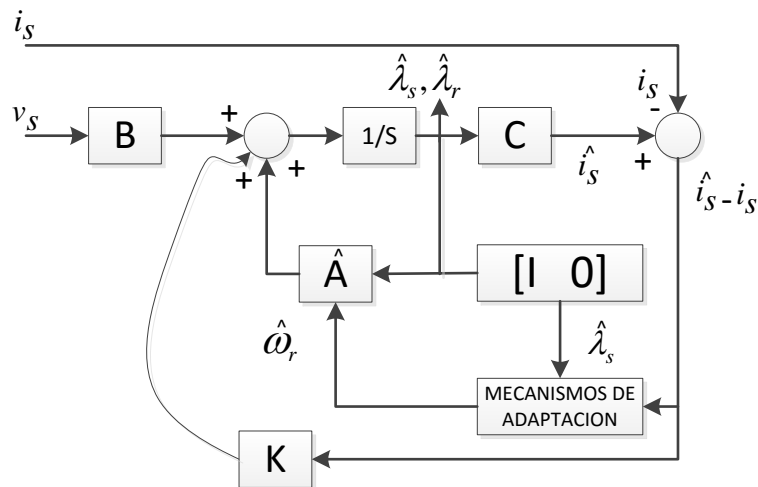 i_s
λ̂_s, λ̂_r
i_s
-
v_s
B
+
1/S
C
+
+
+
î_s
î_s - i_s
Â
[I 0]
ω̂_r
λ̂_s
MECANISMOS DE
ADAPTACION
K